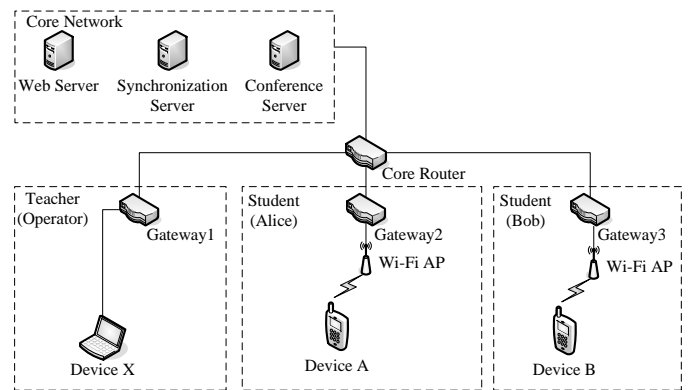 Core Network
Web Server
Synchronization
Server
Conference
Server
Core Router
Teacher
(Operator)
Gateway1
Device X
Student
(Alice)
Gateway2
Wi-Fi AP
Device A
Student
(Bob)
Gateway3
Wi-Fi AP
Device B